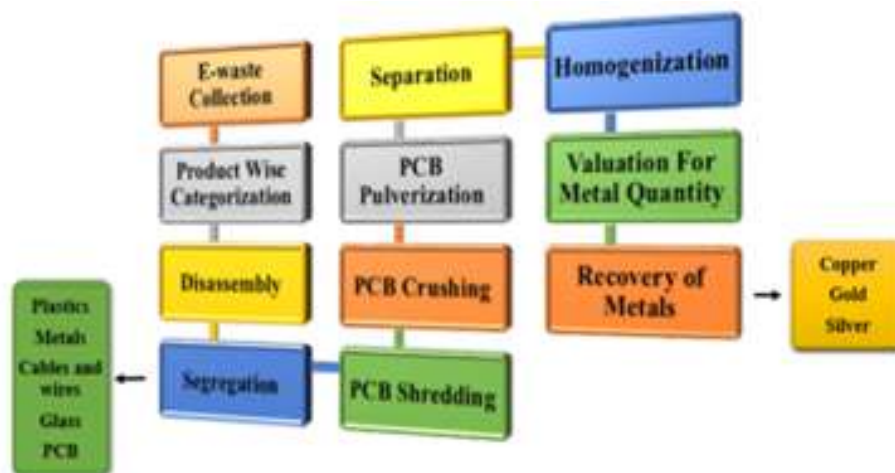 E-waste
Collection
Product Wise
Categorization
Disassembly
Segregation
Plastics
Metals
Cables and
wires
Glass
PCB
PCB Shredding
PCB Crushing
PCB
Pulverization
Separation
Homogenization
Valuation For
Metal Quantity
Recovery of
Metals
Copper
Gold
Silver